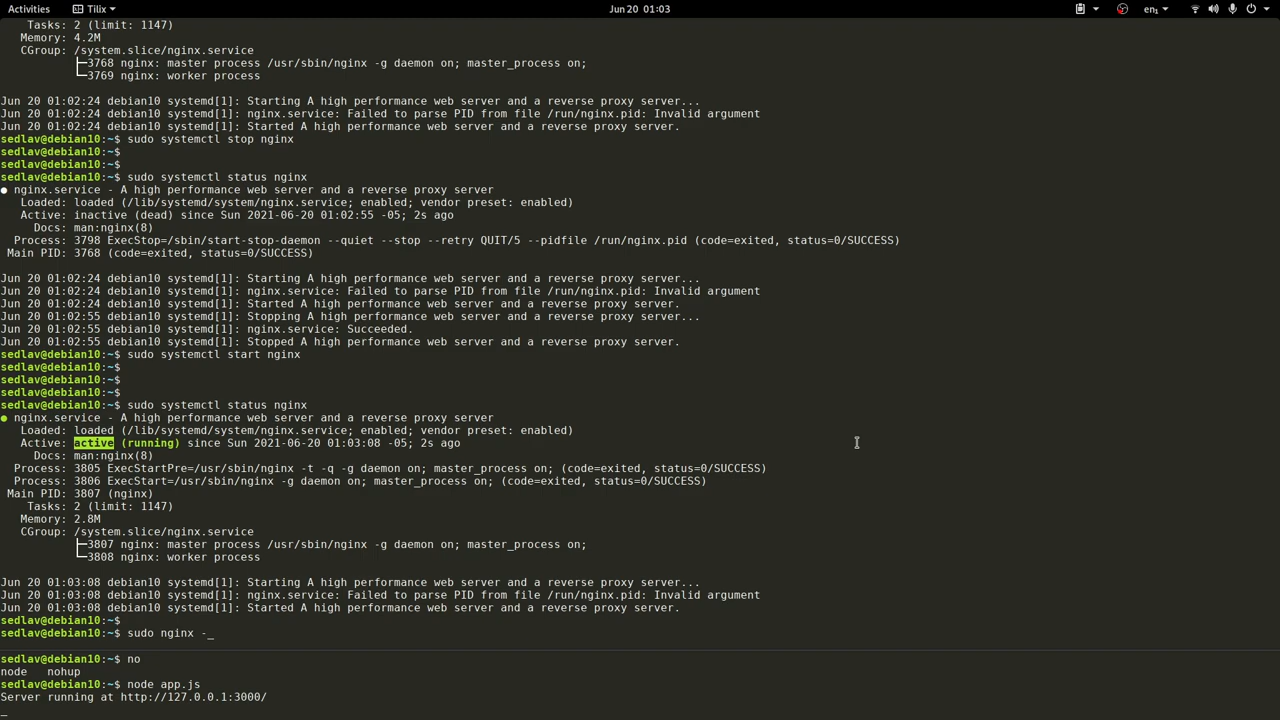 Activities Tilix Jun 20 01:03 en₁
Tasks: 2 (limit: 1147)
Memory: 4.2M
CGroup: /system.slice/nginx.service
├─3768 nginx: master process /usr/sbin/nginx -g daemon on; master_process on;
└─3769 nginx: worker process
Jun 20 01:02:24 debian10 systemd[1]: Starting A high performance web server and a reverse proxy server...
Jun 20 01:02:24 debian10 systemd[1]: nginx.service: Failed to parse PID from file /run/nginx.pid: Invalid argument
Jun 20 01:02:24 debian10 systemd[1]: Started A high performance web server and a reverse proxy server.
sedlav@debian10:~$ sudo systemctl stop nginx
sedlav@debian10:~$
sedlav@debian10:~$
sedlav@debian10:~$ sudo systemctl status nginx
● nginx.service - A high performance web server and a reverse proxy server
Loaded: loaded (/lib/systemd/system/nginx.service; enabled; vendor preset: enabled)
Active: inactive (dead) since Sun 2021-06-20 01:02:55 -05; 2s ago
Docs: man:nginx(8)
Process: 3798 ExecStop=/sbin/start-stop-daemon --quiet --stop --retry QUIT/5 --pidfile /run/nginx.pid (code=exited, status=0/SUCCESS)
Main PID: 3768 (code=exited, status=0/SUCCESS)
Jun 20 01:02:24 debian10 systemd[1]: Starting A high performance web server and a reverse proxy server...
Jun 20 01:02:24 debian10 systemd[1]: nginx.service: Failed to parse PID from file /run/nginx.pid: Invalid argument
Jun 20 01:02:24 debian10 systemd[1]: Started A high performance web server and a reverse proxy server.
Jun 20 01:02:55 debian10 systemd[1]: Stopping A high performance web server and a reverse proxy server...
Jun 20 01:02:55 debian10 systemd[1]: nginx.service: Succeeded.
Jun 20 01:02:55 debian10 systemd[1]: Stopped A high performance web server and a reverse proxy server.
sedlav@debian10:~$ sudo systemctl start nginx
sedlav@debian10:~$
sedlav@debian10:~$
sedlav@debian10:~$
sedlav@debian10:~$ sudo systemctl status nginx
● nginx.service - A high performance web server and a reverse proxy server
Loaded: loaded (/lib/systemd/system/nginx.service; enabled; vendor preset: enabled)
Active: active (running) since Sun 2021-06-20 01:03:08 -05; 2s ago
Docs: man:nginx(8)
Process: 3805 ExecStartPre=/usr/sbin/nginx -t -q -g daemon on; master_process on; (code=exited, status=0/SUCCESS)
Process: 3806 ExecStart=/usr/sbin/nginx -g daemon on; master_process on; (code=exited, status=0/SUCCESS)
Main PID: 3807 (nginx)
Tasks: 2 (limit: 1147)
Memory: 2.8M
CGroup: /system.slice/nginx.service
├─3807 nginx: master process /usr/sbin/nginx -g daemon on; master_process on;
└─3808 nginx: worker process
Jun 20 01:03:08 debian10 systemd[1]: Starting A high performance web server and a reverse proxy server...
Jun 20 01:03:08 debian10 systemd[1]: nginx.service: Failed to parse PID from file /run/nginx.pid: Invalid argument
Jun 20 01:03:08 debian10 systemd[1]: Started A high performance web server and a reverse proxy server.
sedlav@debian10:~$
sedlav@debian10:~$ sudo nginx -_
sedlav@debian10:~$ no
node nohup
sedlav@debian10:~$ node app.js
Server running at http://127.0.0.1:3000/
_